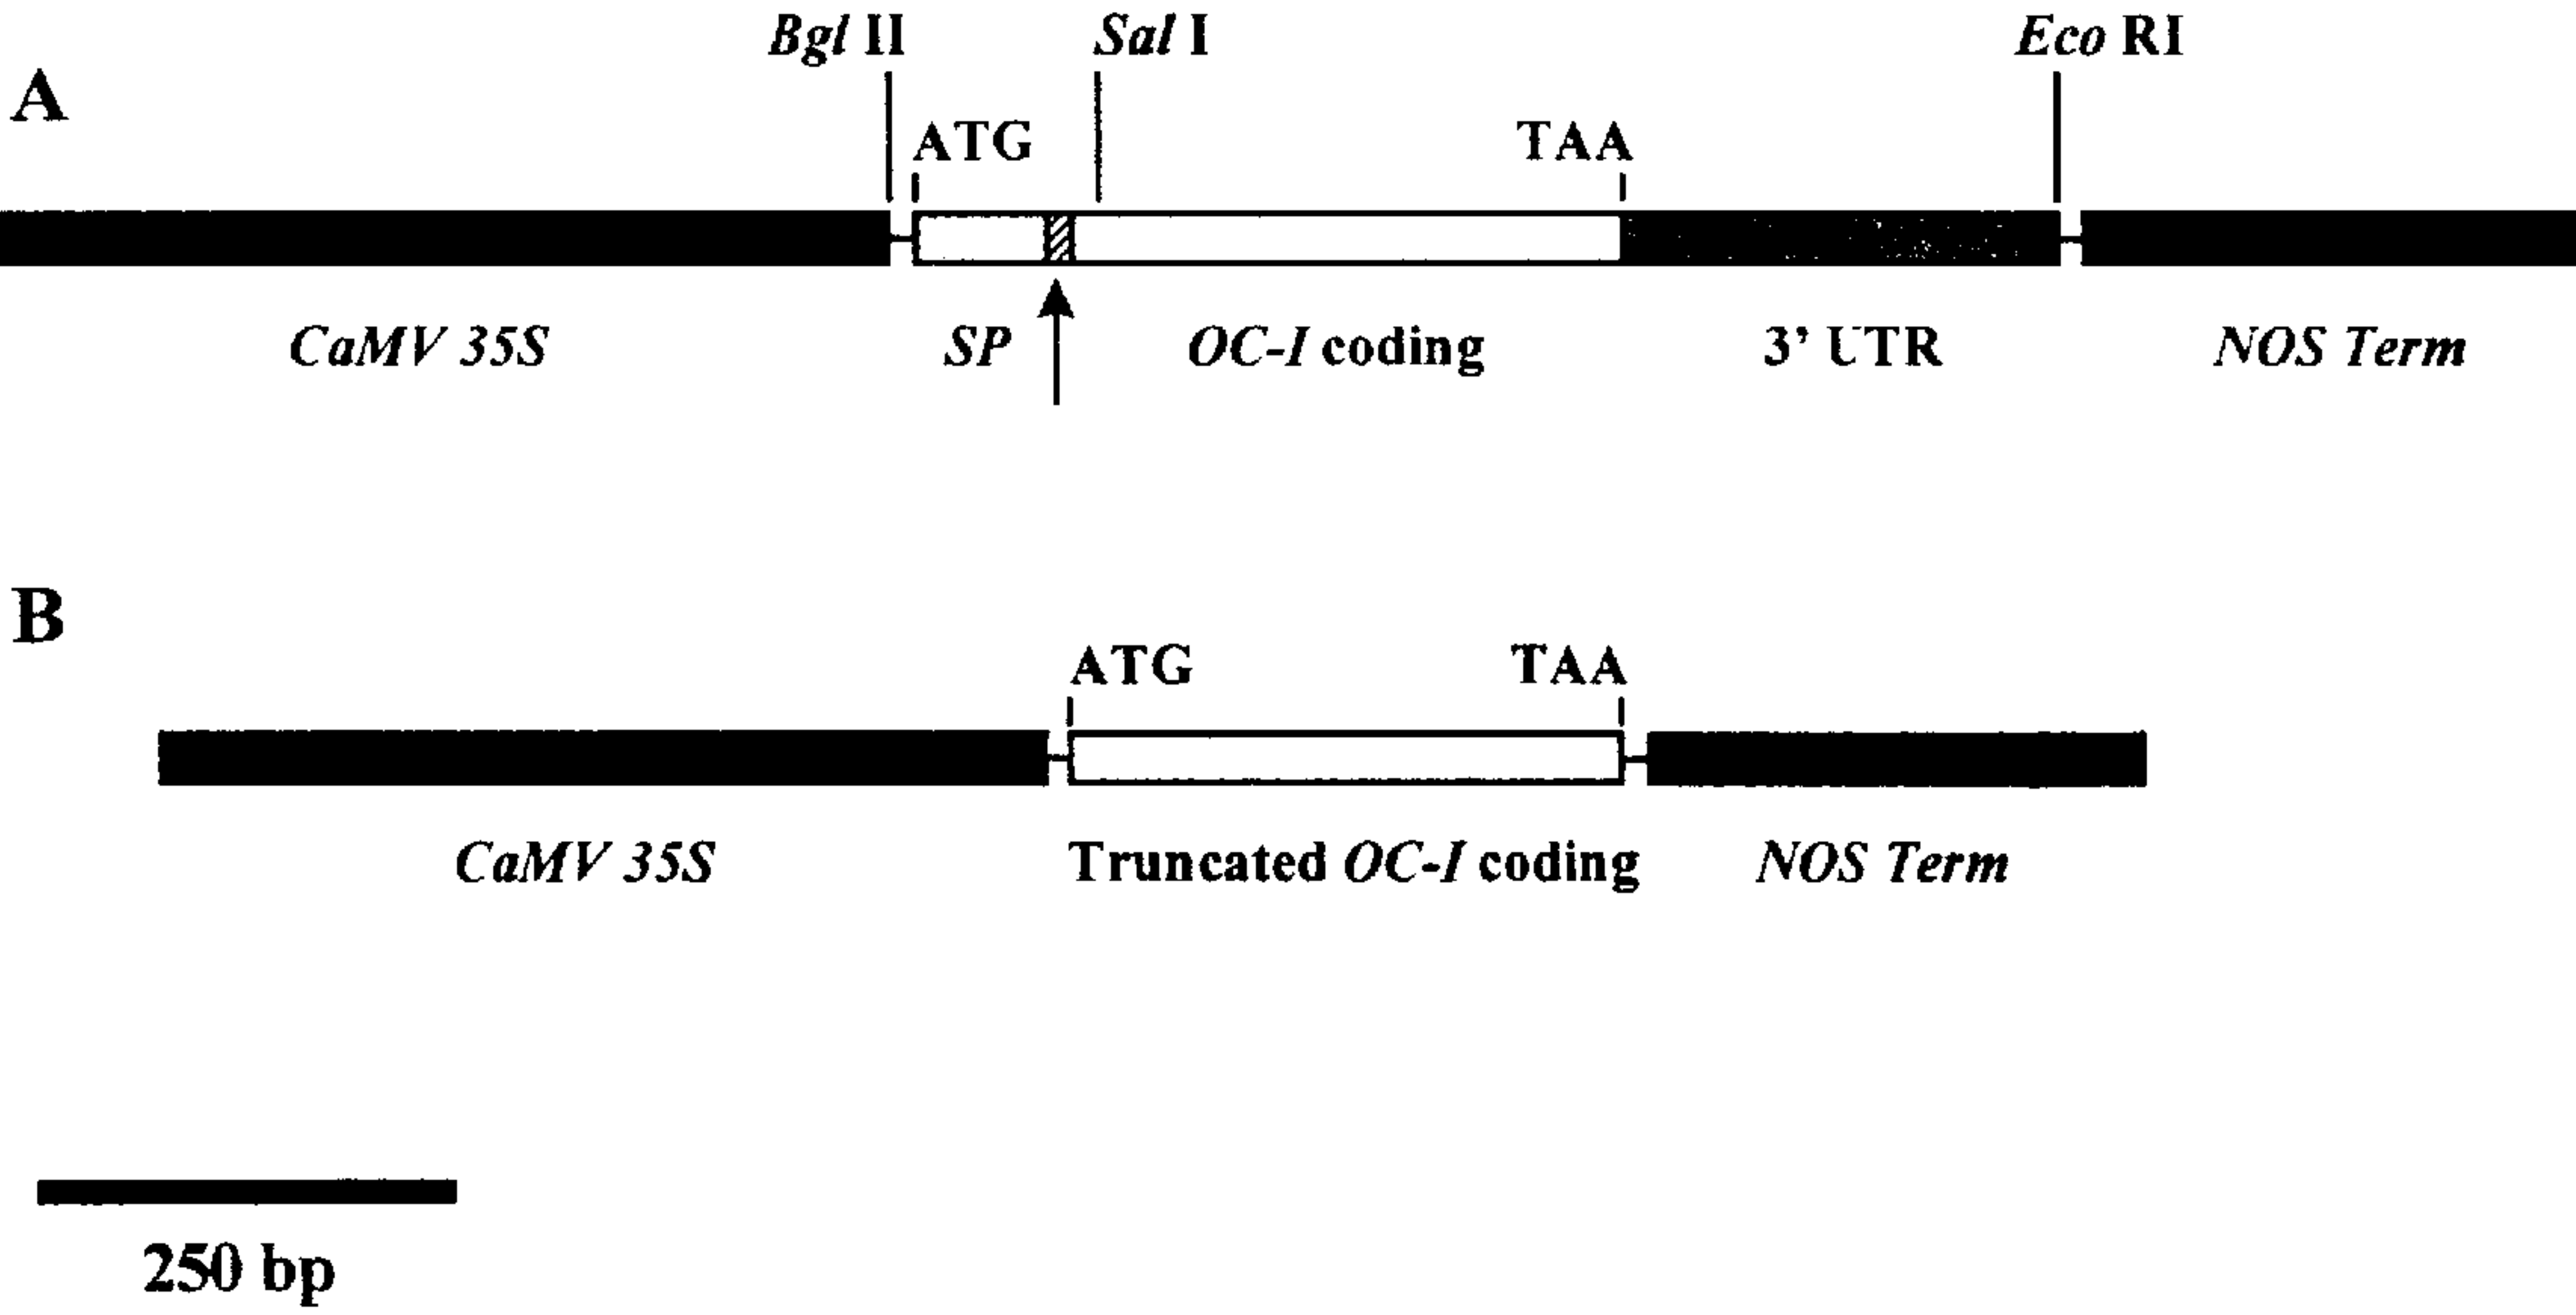 Bgl II Sal I Eco RI
A
ATG TAA
CaMV 35S SP OC-I coding 3’ UTR NOS Term
B
ATG TAA
CaMV 35S Truncated OC-I coding NOS Term
250 bp